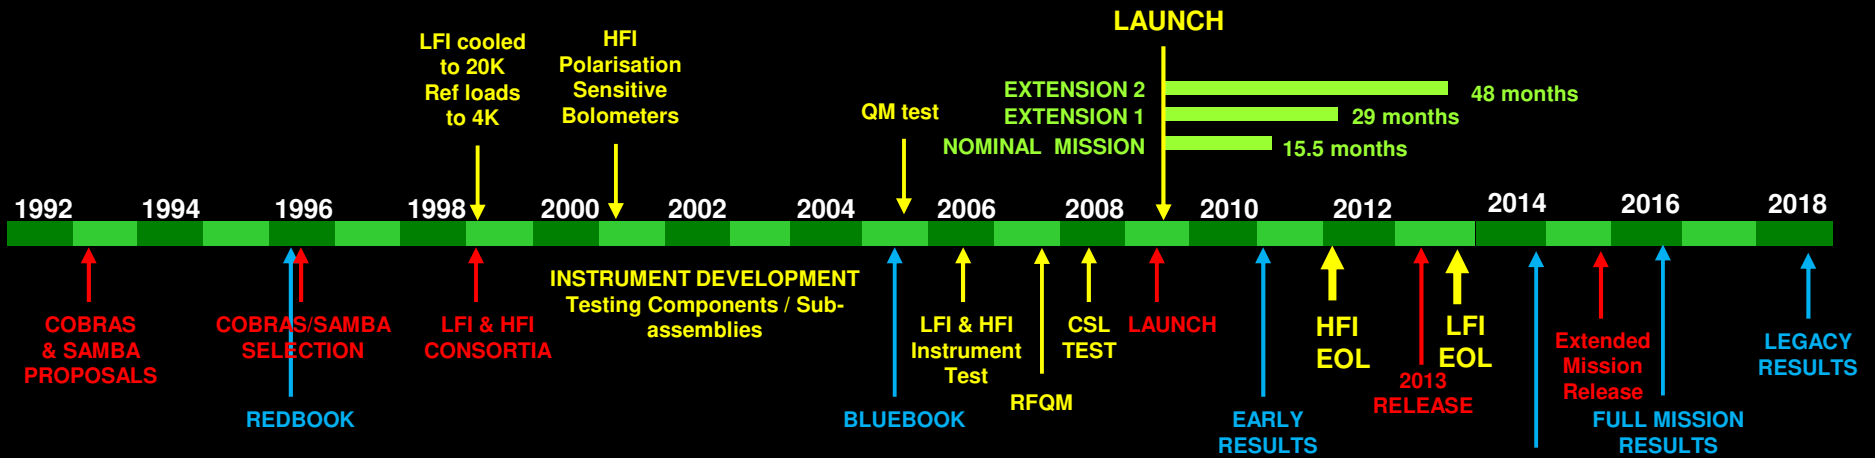 LAUNCH
LFI cooled
to 20K
Ref loads
to 4K
HFI
Polarisation
Sensitive
Bolometers
QM test
EXTENSION 2
48 months
EXTENSION 1
29 months
NOMINAL MISSION
15.5 months
1992 1994 1996 1998 2000 2002 2004 2006 2008 2010 2012 2014 2016 2018
COBRAS
& SAMBA
PROPOSALS
COBRAS/SAMBA
SELECTION
REDBOOK
LFI & HFI
CONSORTIA
INSTRUMENT DEVELOPMENT
Testing Components / Sub-
assemblies
BLUEBOOK
LFI & HFI
Instrument
Test
RFQM
CSL
TEST
LAUNCH
EARLY
RESULTS
HFI
EOL
2013
RELEASE
LFI
EOL
Extended
Mission
Release
FULL MISSION
RESULTS
LEGACY
RESULTS